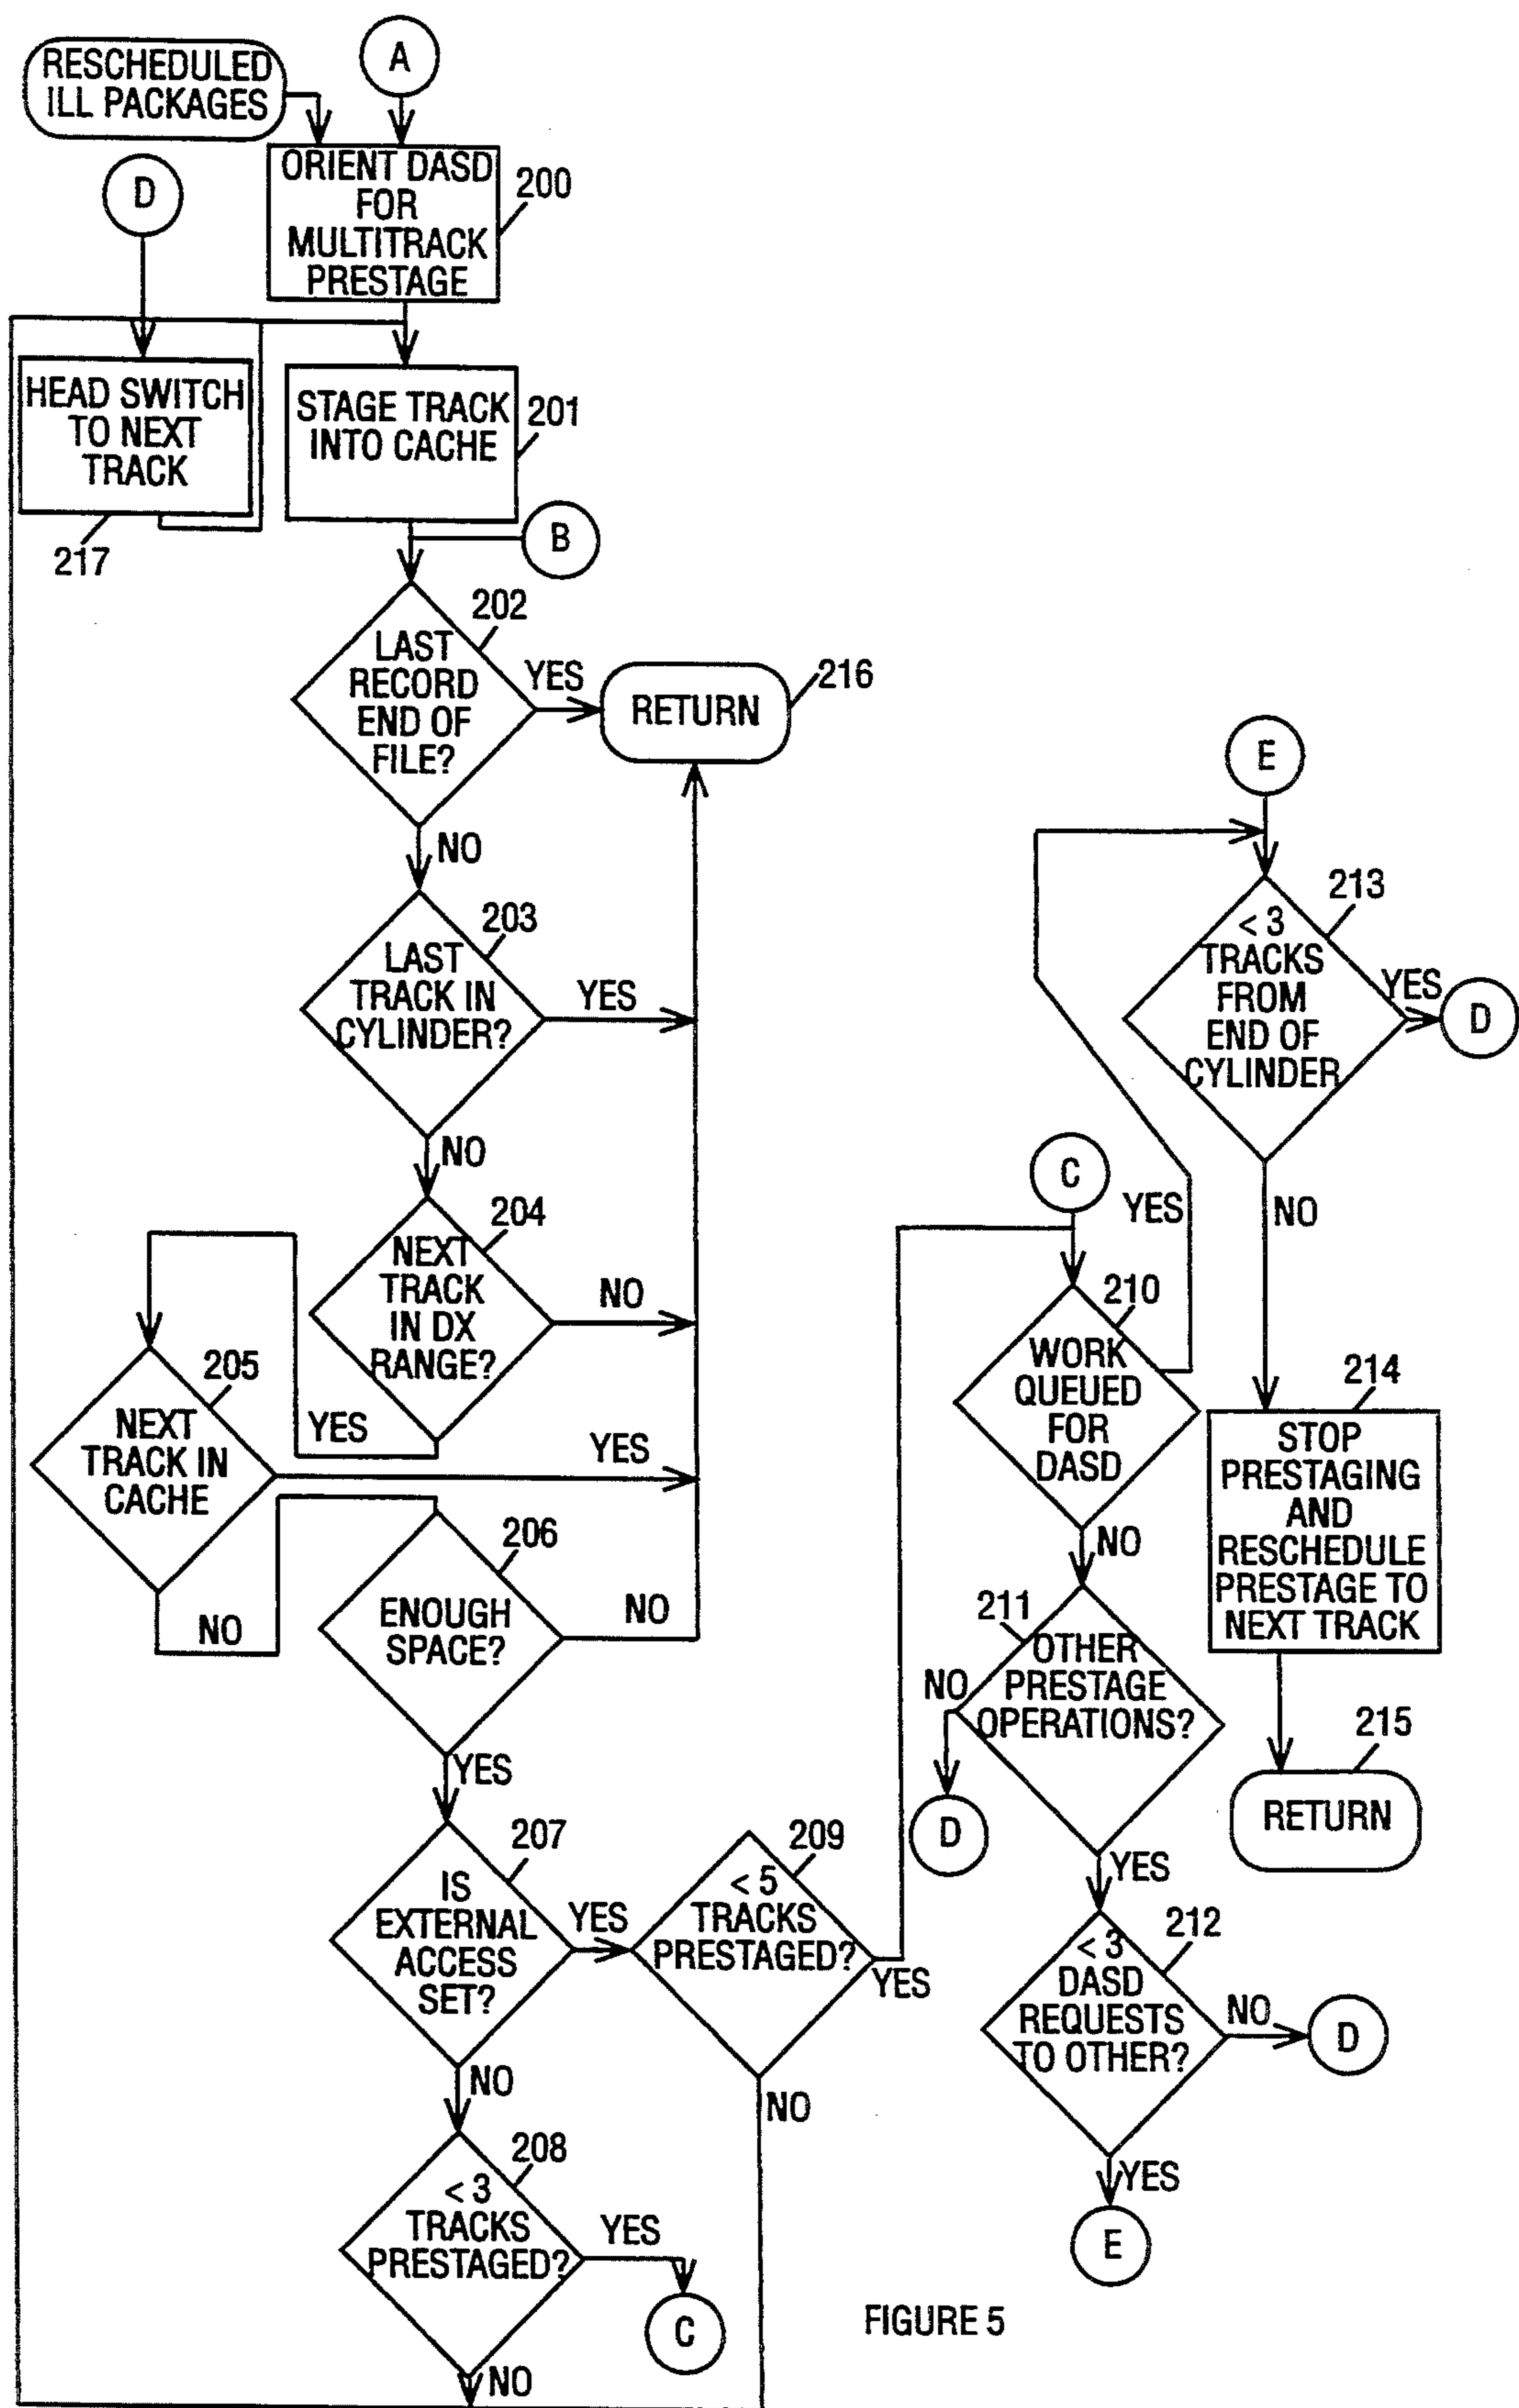 RESCHEDULED
ILL PACKAGES
A
D
ORIENT DASD
FOR
MULTITRACK
PRESTAGE
200
HEAD SWITCH
TO NEXT
TRACK
217
STAGE TRACK
INTO CACHE
201
B
202
LAST
RECORD
END OF
FILE?
YES
RETURN
216
NO
203
LAST
TRACK IN
CYLINDER?
YES
NO
204
NEXT
TRACK
IN DX
RANGE?
NO
YES
205
NEXT
TRACK IN
CACHE
YES
NO
206
ENOUGH
SPACE?
NO
YES
207
IS
EXTERNAL
ACCESS
SET?
YES
NO
209
< 5
TRACKS
PRESTAGED?
YES
NO
208
< 3
TRACKS
PRESTAGED?
YES
C
NO
E
213
< 3
TRACKS
FROM
END OF
CYLINDER
YES
D
NO
C
YES
210
WORK
QUEUED
FOR
DASD
NO
214
STOP
PRESTAGING
AND
RESCHEDULE
PRESTAGE TO
NEXT TRACK
215
RETURN
211
OTHER
PRESTAGE
OPERATIONS?
NO
D
YES
212
< 3
DASD
REQUESTS
TO OTHER?
NO
D
YES
E
FIGURE 5